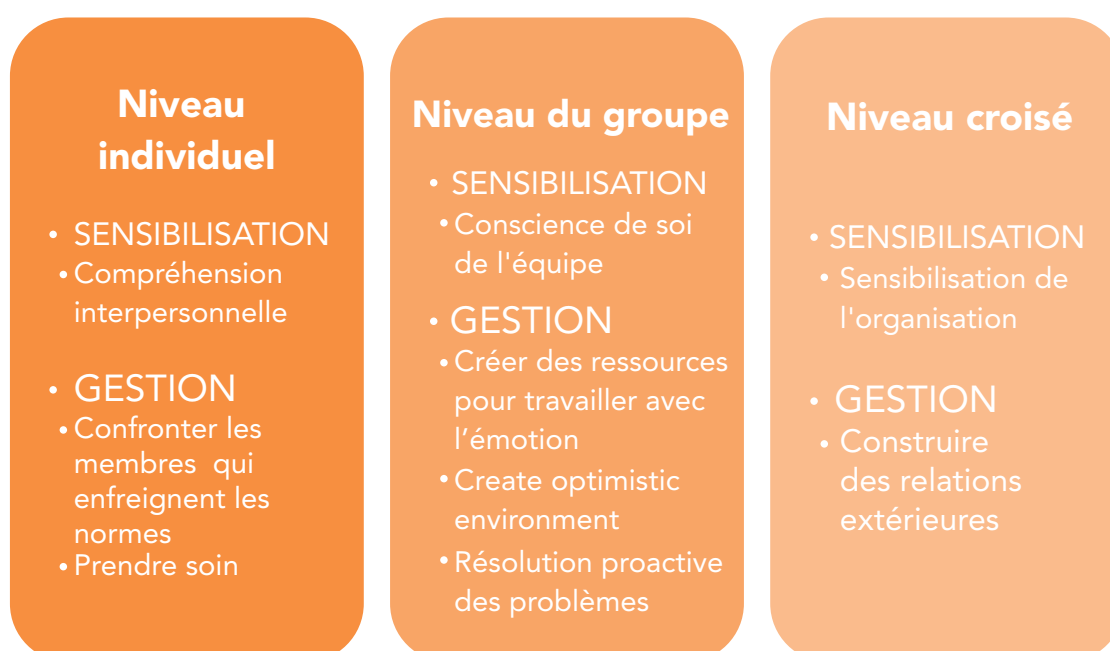 Niveau
individuel
• SENSIBILISATION
• Compréhension
interpersonnelle
• GESTION
• Confronter les
membres qui
enfreignent les
normes
• Prendre soin
Niveau du groupe
• SENSIBILISATION
• Conscience de soi
de l'équipe
• GESTION
• Créer des ressources
pour travailler avec
l’émotion
• Create optimistic
environment
• Résolution proactive
des problèmes
Niveau croisé
• SENSIBILISATION
• Sensibilisation de
l'organisation
• GESTION
• Construire
des relations
extérieures